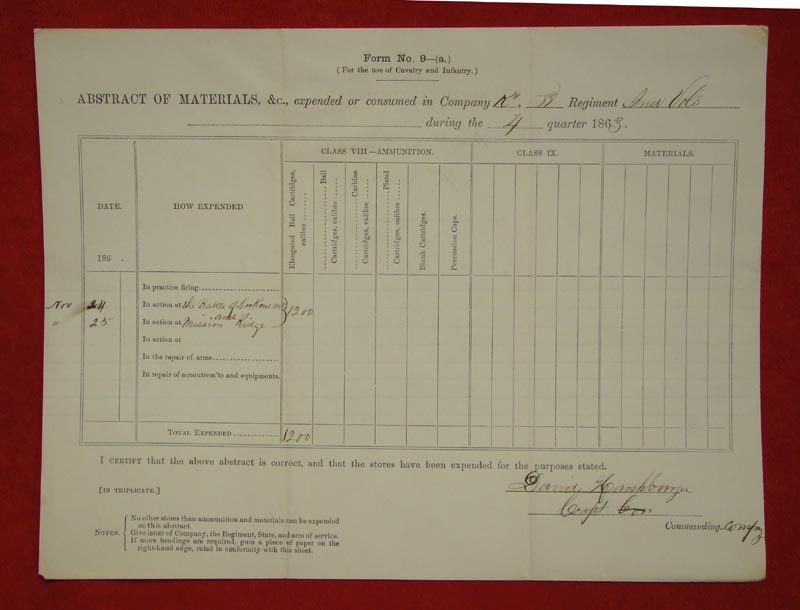 Form No. 9—(a.)
(For the use of Cavalry and Infantry.)
ABSTRACT OF MATERIALS, &c., expended or consumed in Company "K", Regiment Ind Vols
during the 4 quarter 1863.
DATE.
186 .
HOW EXPENDED
CLASS VIII.—AMMUNITION.
CLASS IX.
MATERIALS.
Elongated Ball Cartridges, calibre
Ball Cartridges, calibre
Carbine Cartridges, calibre
Pistol Cartridges, calibre
Blank Cartridges.
Percussion Caps.
In practice firing
Nov 24 In action at the Battle of Lookout 1200
and
" 25 In action at Mission Ridge
In action at
In the repair of arms
In repair of accoutrem'ts and equipments.
TOTAL EXPENDED 1200
I CERTIFY that the above abstract is correct, and that the stores have been expended for the purposes stated.
[IN TRIPLICATE.]
David Harshbarger
Capt
Commanding. Compy
NOTES.
No other stores than ammunition and materials can be expended
on this abstract.
Give letter of Company, the Regiment, State, and arm of service.
If more headings are required, gum a piece of paper on the
right-hand edge, ruled in conformity with this sheet.